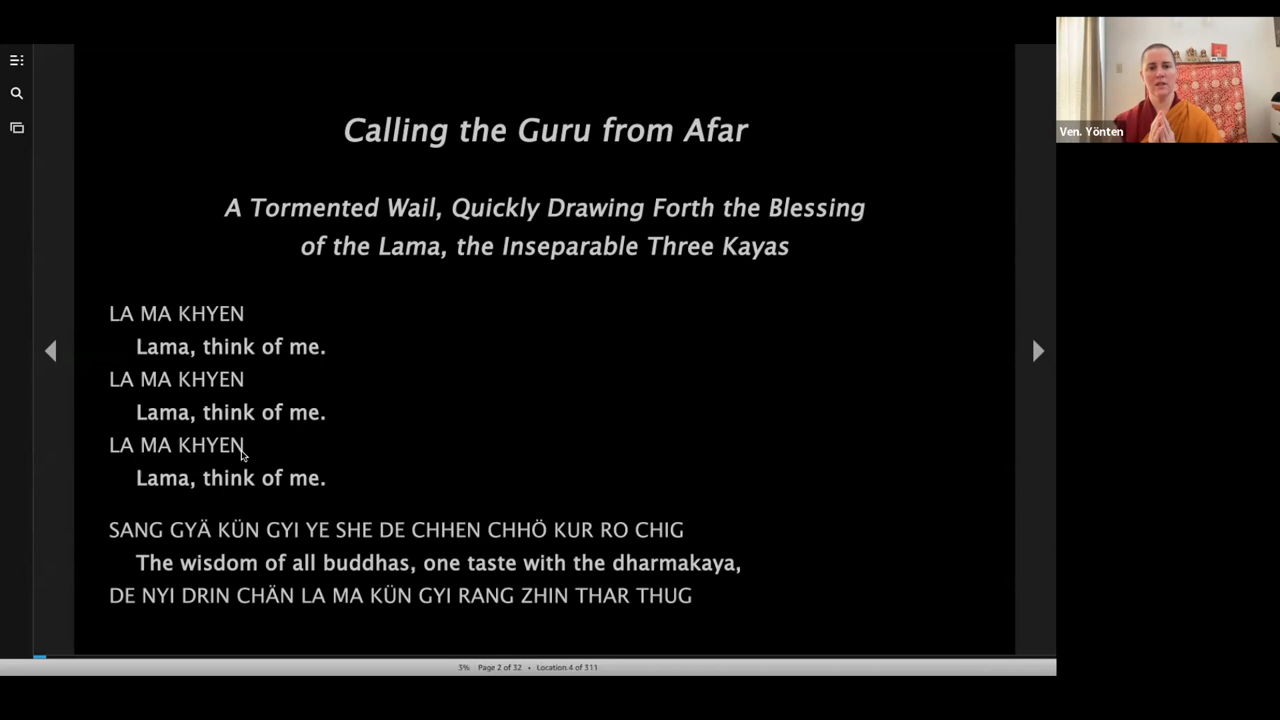 Calling the Guru from Afar
A Tormented Wail, Quickly Drawing Forth the Blessing
of the Lama, the Inseparable Three Kayas
LA MA KHYEN
Lama, think of me.
LA MA KHYEN
Lama, think of me.
LA MA KHYEN
Lama, think of me.
SANG GYÄ KÜN GYI YE SHE DE CHHEN CHHÖ KUR RO CHIG
The wisdom of all buddhas, one taste with the dharmakaya,
DE NYI DRIN CHÄN LA MA KÜN GYI RANG ZHIN THAR THUG
3% Page 2 of 32 • Location 4 of 311
Ven. Yönten